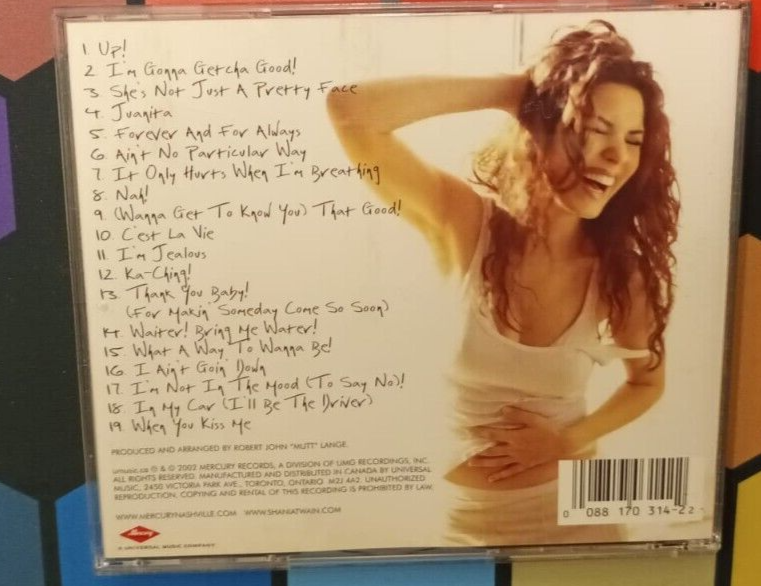 1. Up!
2. I'm Gonna Getcha Good!
3. She's Not Just A Pretty Face
4. Juanita
5. Forever And For Always
6. Ain't No Particular Way
7. It Only Hurts When I'm Breathing
8. Nah!
9. (Wanna Get To Know You) That Good!
10. C'est La Vie
11. I'm Jealous
12. Ka-Ching!
13. Thank You Baby!
(For Makin' Someday Come So Soon)
14. Waiter! Bring Me Water!
15. What A Way To Wanna Be!
16. I Ain't Goin' Down
17. I'm Not In The Mood (To Say No)!
18. In My Car (I'll Be The Driver)
19. When You Kiss Me
PRODUCED AND ARRANGED BY ROBERT JOHN "MUTT" LANGE.
umusic.ca ℗ & © 2002 MERCURY RECORDS, A DIVISION OF UMG RECORDINGS, INC.
ALL RIGHTS RESERVED. MANUFACTURED AND DISTRIBUTED IN CANADA BY UNIVERSAL
MUSIC, 2450 VICTORIA PARK AVE., TORONTO, ONTARIO M2J 4A2. UNAUTHORIZED
REPRODUCTION, COPYING AND RENTAL OF THIS RECORDING IS PROHIBITED BY LAW.
WWW.MERCURYNASHVILLE.COM WWW.SHANIATWAIN.COM
Mercury
A UNIVERSAL MUSIC COMPANY
0 088 170 314-22